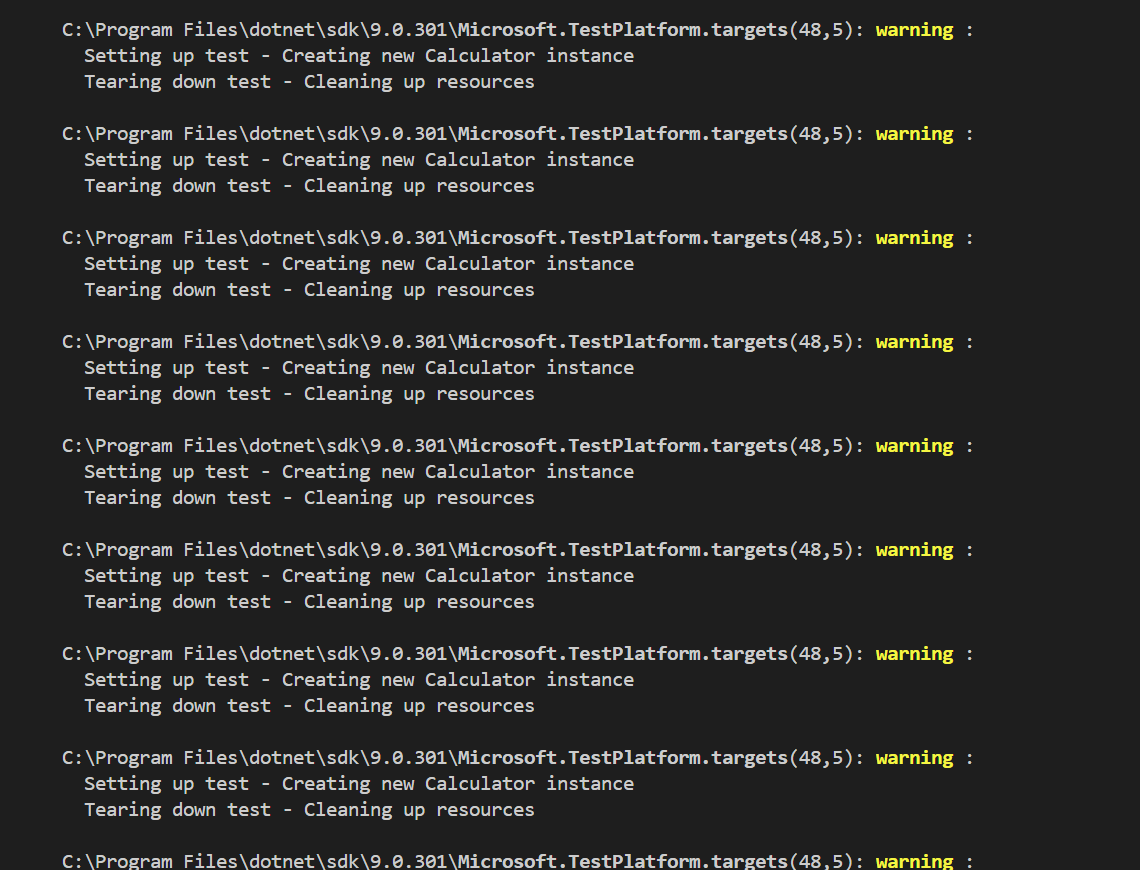 C:\Program Files\dotnet\sdk\9.0.301\Microsoft.TestPlatform.targets(48,5): warning :
Setting up test - Creating new Calculator instance
Tearing down test - Cleaning up resources
C:\Program Files\dotnet\sdk\9.0.301\Microsoft.TestPlatform.targets(48,5): warning :
Setting up test - Creating new Calculator instance
Tearing down test - Cleaning up resources
C:\Program Files\dotnet\sdk\9.0.301\Microsoft.TestPlatform.targets(48,5): warning :
Setting up test - Creating new Calculator instance
Tearing down test - Cleaning up resources
C:\Program Files\dotnet\sdk\9.0.301\Microsoft.TestPlatform.targets(48,5): warning :
Setting up test - Creating new Calculator instance
Tearing down test - Cleaning up resources
C:\Program Files\dotnet\sdk\9.0.301\Microsoft.TestPlatform.targets(48,5): warning :
Setting up test - Creating new Calculator instance
Tearing down test - Cleaning up resources
C:\Program Files\dotnet\sdk\9.0.301\Microsoft.TestPlatform.targets(48,5): warning :
Setting up test - Creating new Calculator instance
Tearing down test - Cleaning up resources
C:\Program Files\dotnet\sdk\9.0.301\Microsoft.TestPlatform.targets(48,5): warning :
Setting up test - Creating new Calculator instance
Tearing down test - Cleaning up resources
C:\Program Files\dotnet\sdk\9.0.301\Microsoft.TestPlatform.targets(48,5): warning :
Setting up test - Creating new Calculator instance
Tearing down test - Cleaning up resources
C:\Program Files\dotnet\sdk\9.0.301\Microsoft.TestPlatform.targets(48,5): warning :